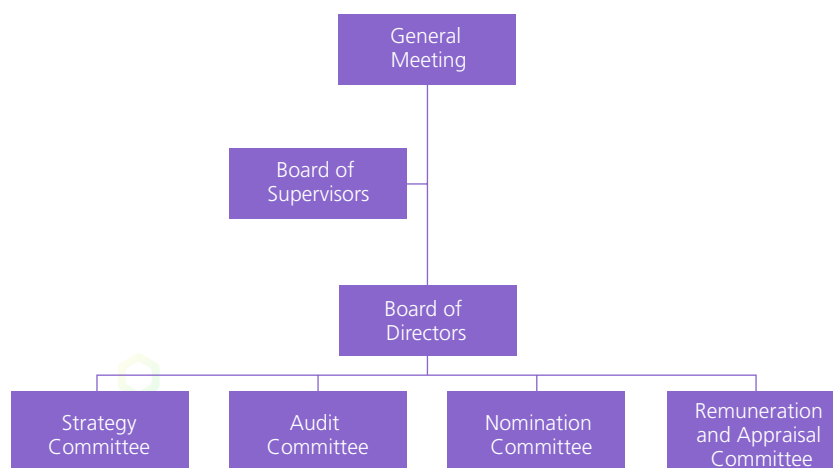 General
Meeting
Board of
Supervisors
Board of
Directors
Strategy
Committee
Audit
Committee
Nomination
Committee
Remuneration
and Appraisal
Committee